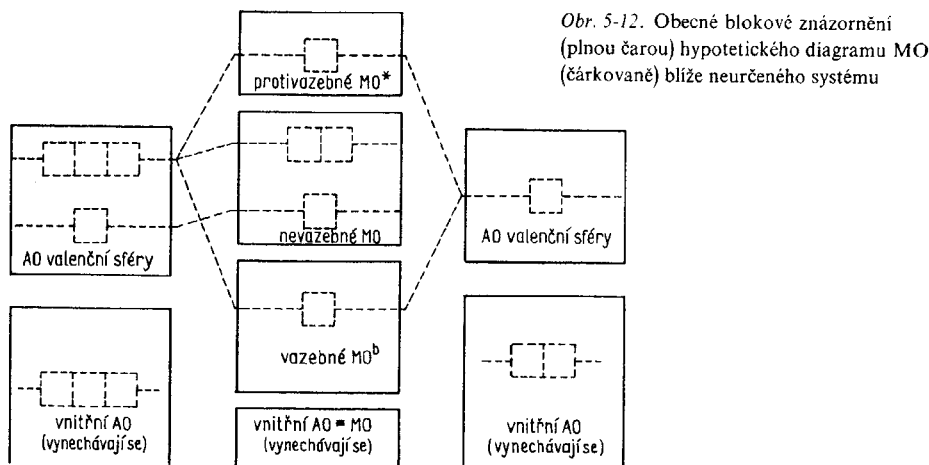 Obr. 5-12. Obecné blokové znázornění
(plnou čarou) hypotetického diagramu MO
(čárkovaně) blíže neurčeného systému
protivazebné MO*
nevazebné MO
AO valenční sféry
AO valenční sféry
vazebné MOᵇ
vnitřní AO
(vynechávají se)
vnitřní AO = MO
(vynechávají se)
vnitřní AO
(vynechávají se)